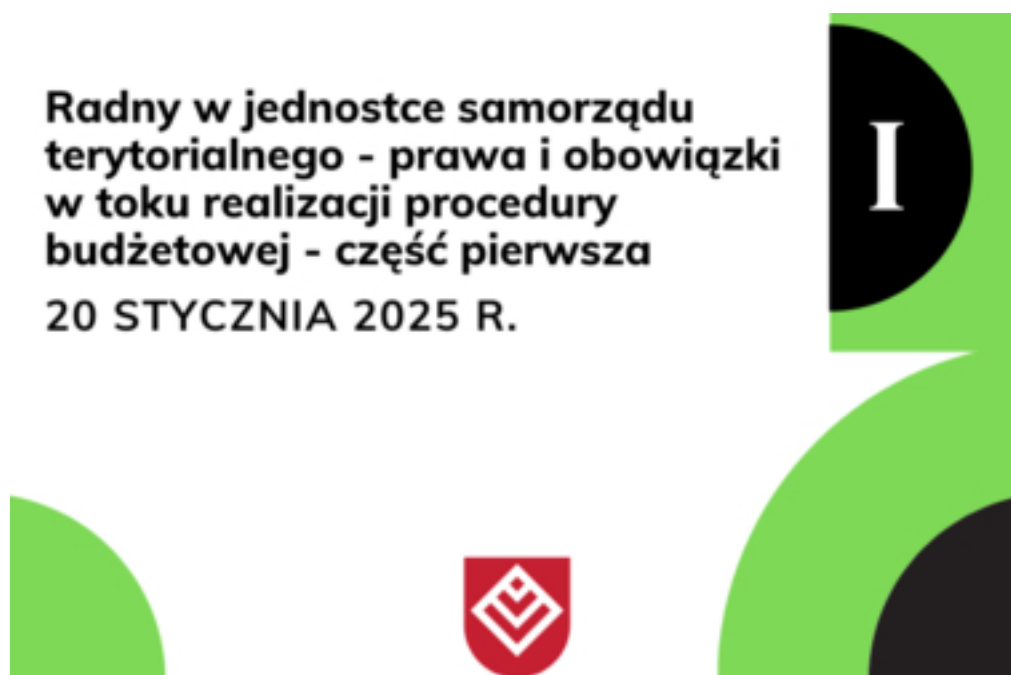 Radny w jednostce samorządu
terytorialnego - prawa i obowiązki
w toku realizacji procedury
budżetowej - część pierwsza
20 STYCZNIA 2025 R.
I